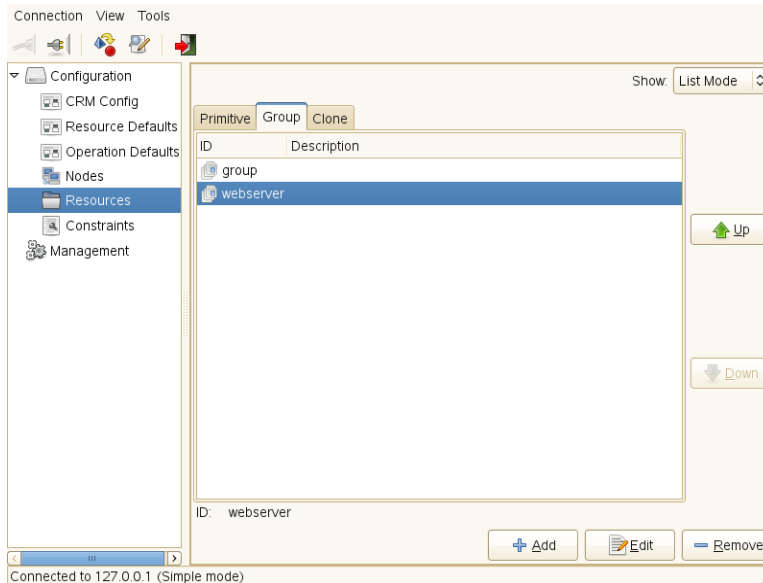 Connection View Tools
Configuration
CRM Config
Resource Defaults
Operation Defaults
Nodes
Resources
Constraints
Management
Show: List Mode
Primitive Group Clone
ID Description
group
webserver
Up
Down
ID: webserver
Add Edit Remove
Connected to 127.0.0.1 (Simple mode)